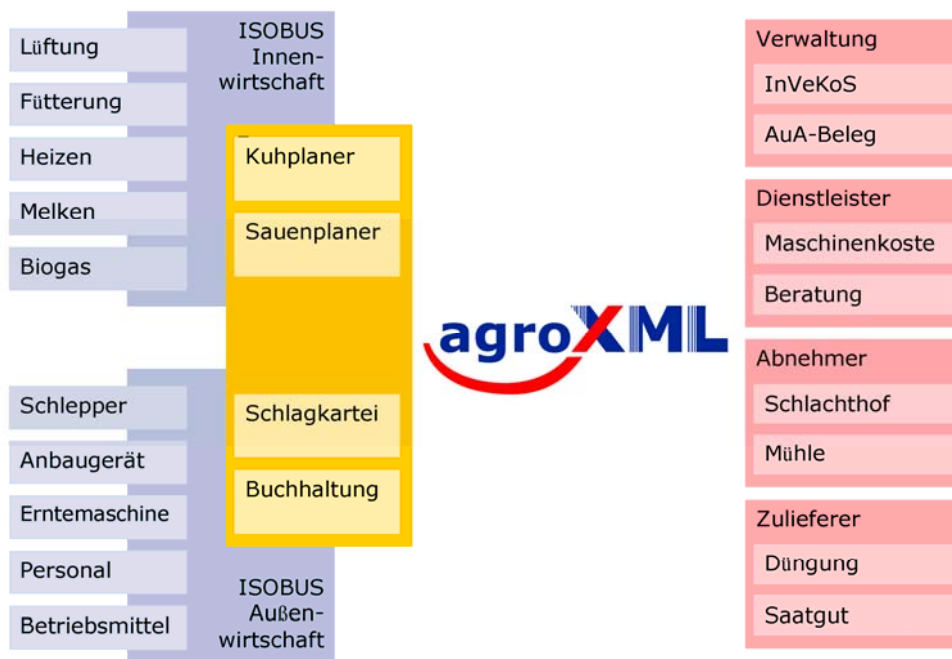 Lüftung
Fütterung
Heizen
Melken
Biogas
ISOBUS
Innen-
wirtschaft
Kuhplaner
Sauenplaner
Schlagkartei
Buchhaltung
Schlepper
Anbaugerät
Erntemaschine
Personal
Betriebsmittel
ISOBUS
Außen-
wirtschaft
agroXML
Verwaltung
InVeKoS
AuA-Beleg
Dienstleister
Maschinenkoste
Beratung
Abnehmer
Schlachthof
Mühle
Zulieferer
Düngung
Saatgut